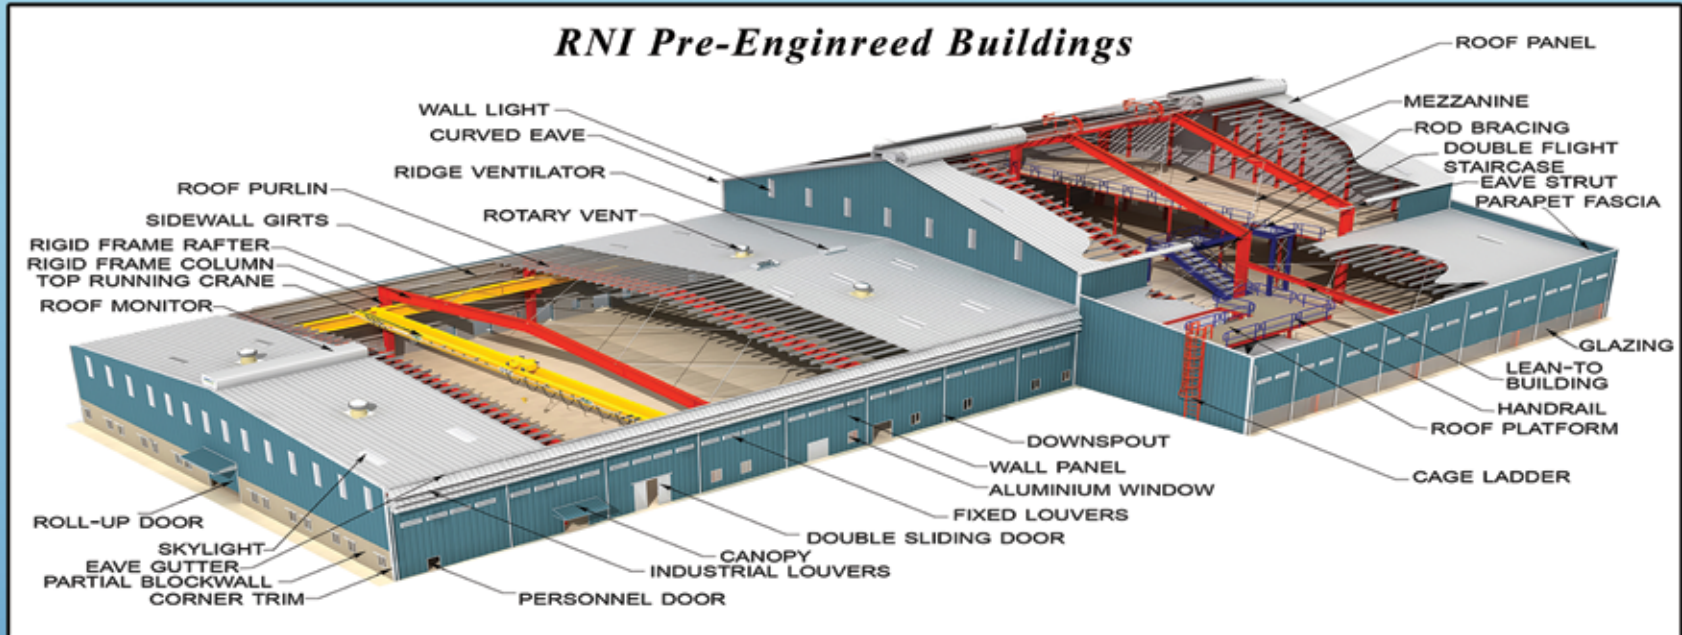 RNI Pre-Enginreed Buildings
ROOF PANEL
WALL LIGHT
MEZZANINE
CURVED EAVE
ROD BRACING
DOUBLE FLIGHT
STAIRCASE
RIDGE VENTILATOR
EAVE STRUT
ROOF PURLIN
PARAPET FASCIA
SIDEWALL GIRTS
ROTARY VENT
RIGID FRAME RAFTER
RIGID FRAME COLUMN
TOP RUNNING CRANE
ROOF MONITOR
GLAZING
LEAN-TO
BUILDING
HANDRAIL
ROOF PLATFORM
DOWNSPOUT
WALL PANEL
CAGE LADDER
ALUMINIUM WINDOW
FIXED LOUVERS
ROLL-UP DOOR
DOUBLE SLIDING DOOR
SKYLIGHT
CANOPY
EAVE GUTTER
INDUSTRIAL LOUVERS
PARTIAL BLOCKWALL
CORNER TRIM
PERSONNEL DOOR